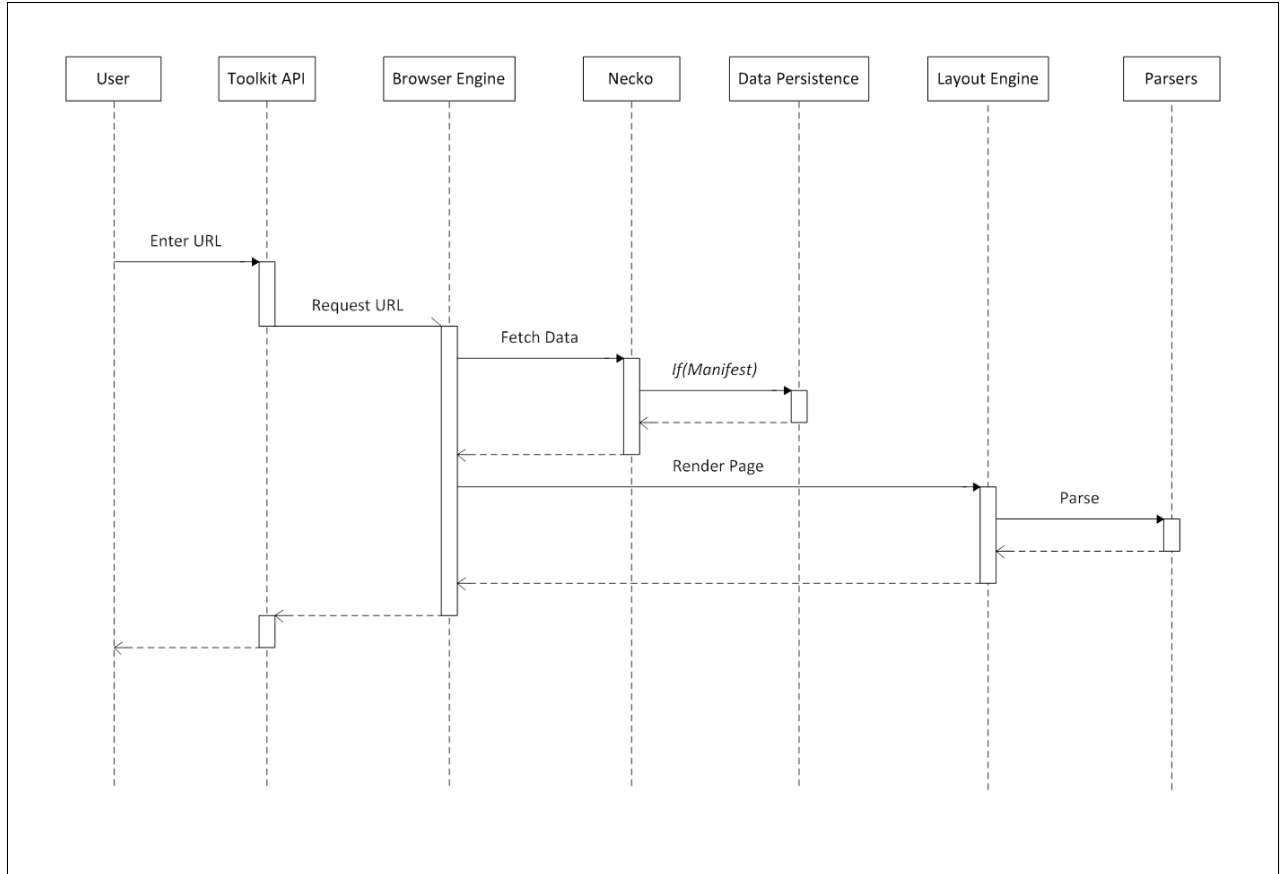 User
Toolkit API
Browser Engine
Necko
Data Persistence
Layout Engine
Parsers
Enter URL
Request URL
Fetch Data
If(Manifest)
Render Page
Parse